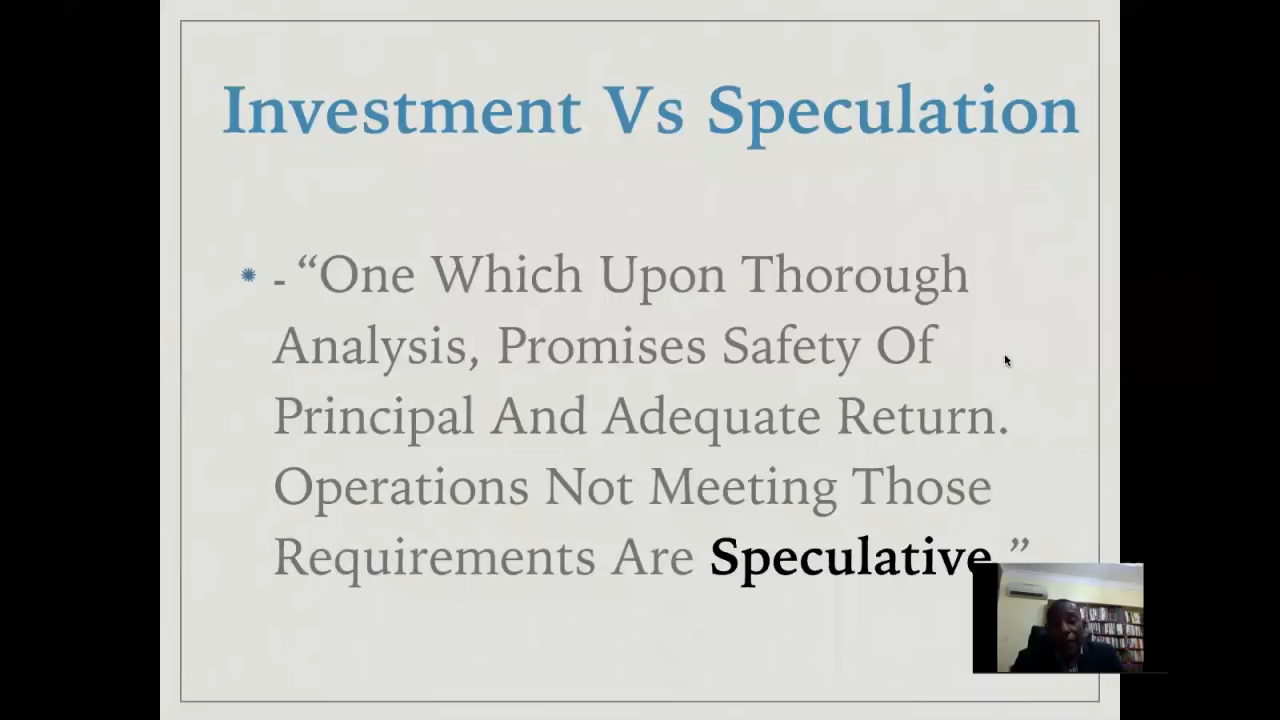 Investment Vs Speculation
- “One Which Upon Thorough
Analysis, Promises Safety Of
Principal And Adequate Return.
Operations Not Meeting Those
Requirements Are Speculative.”